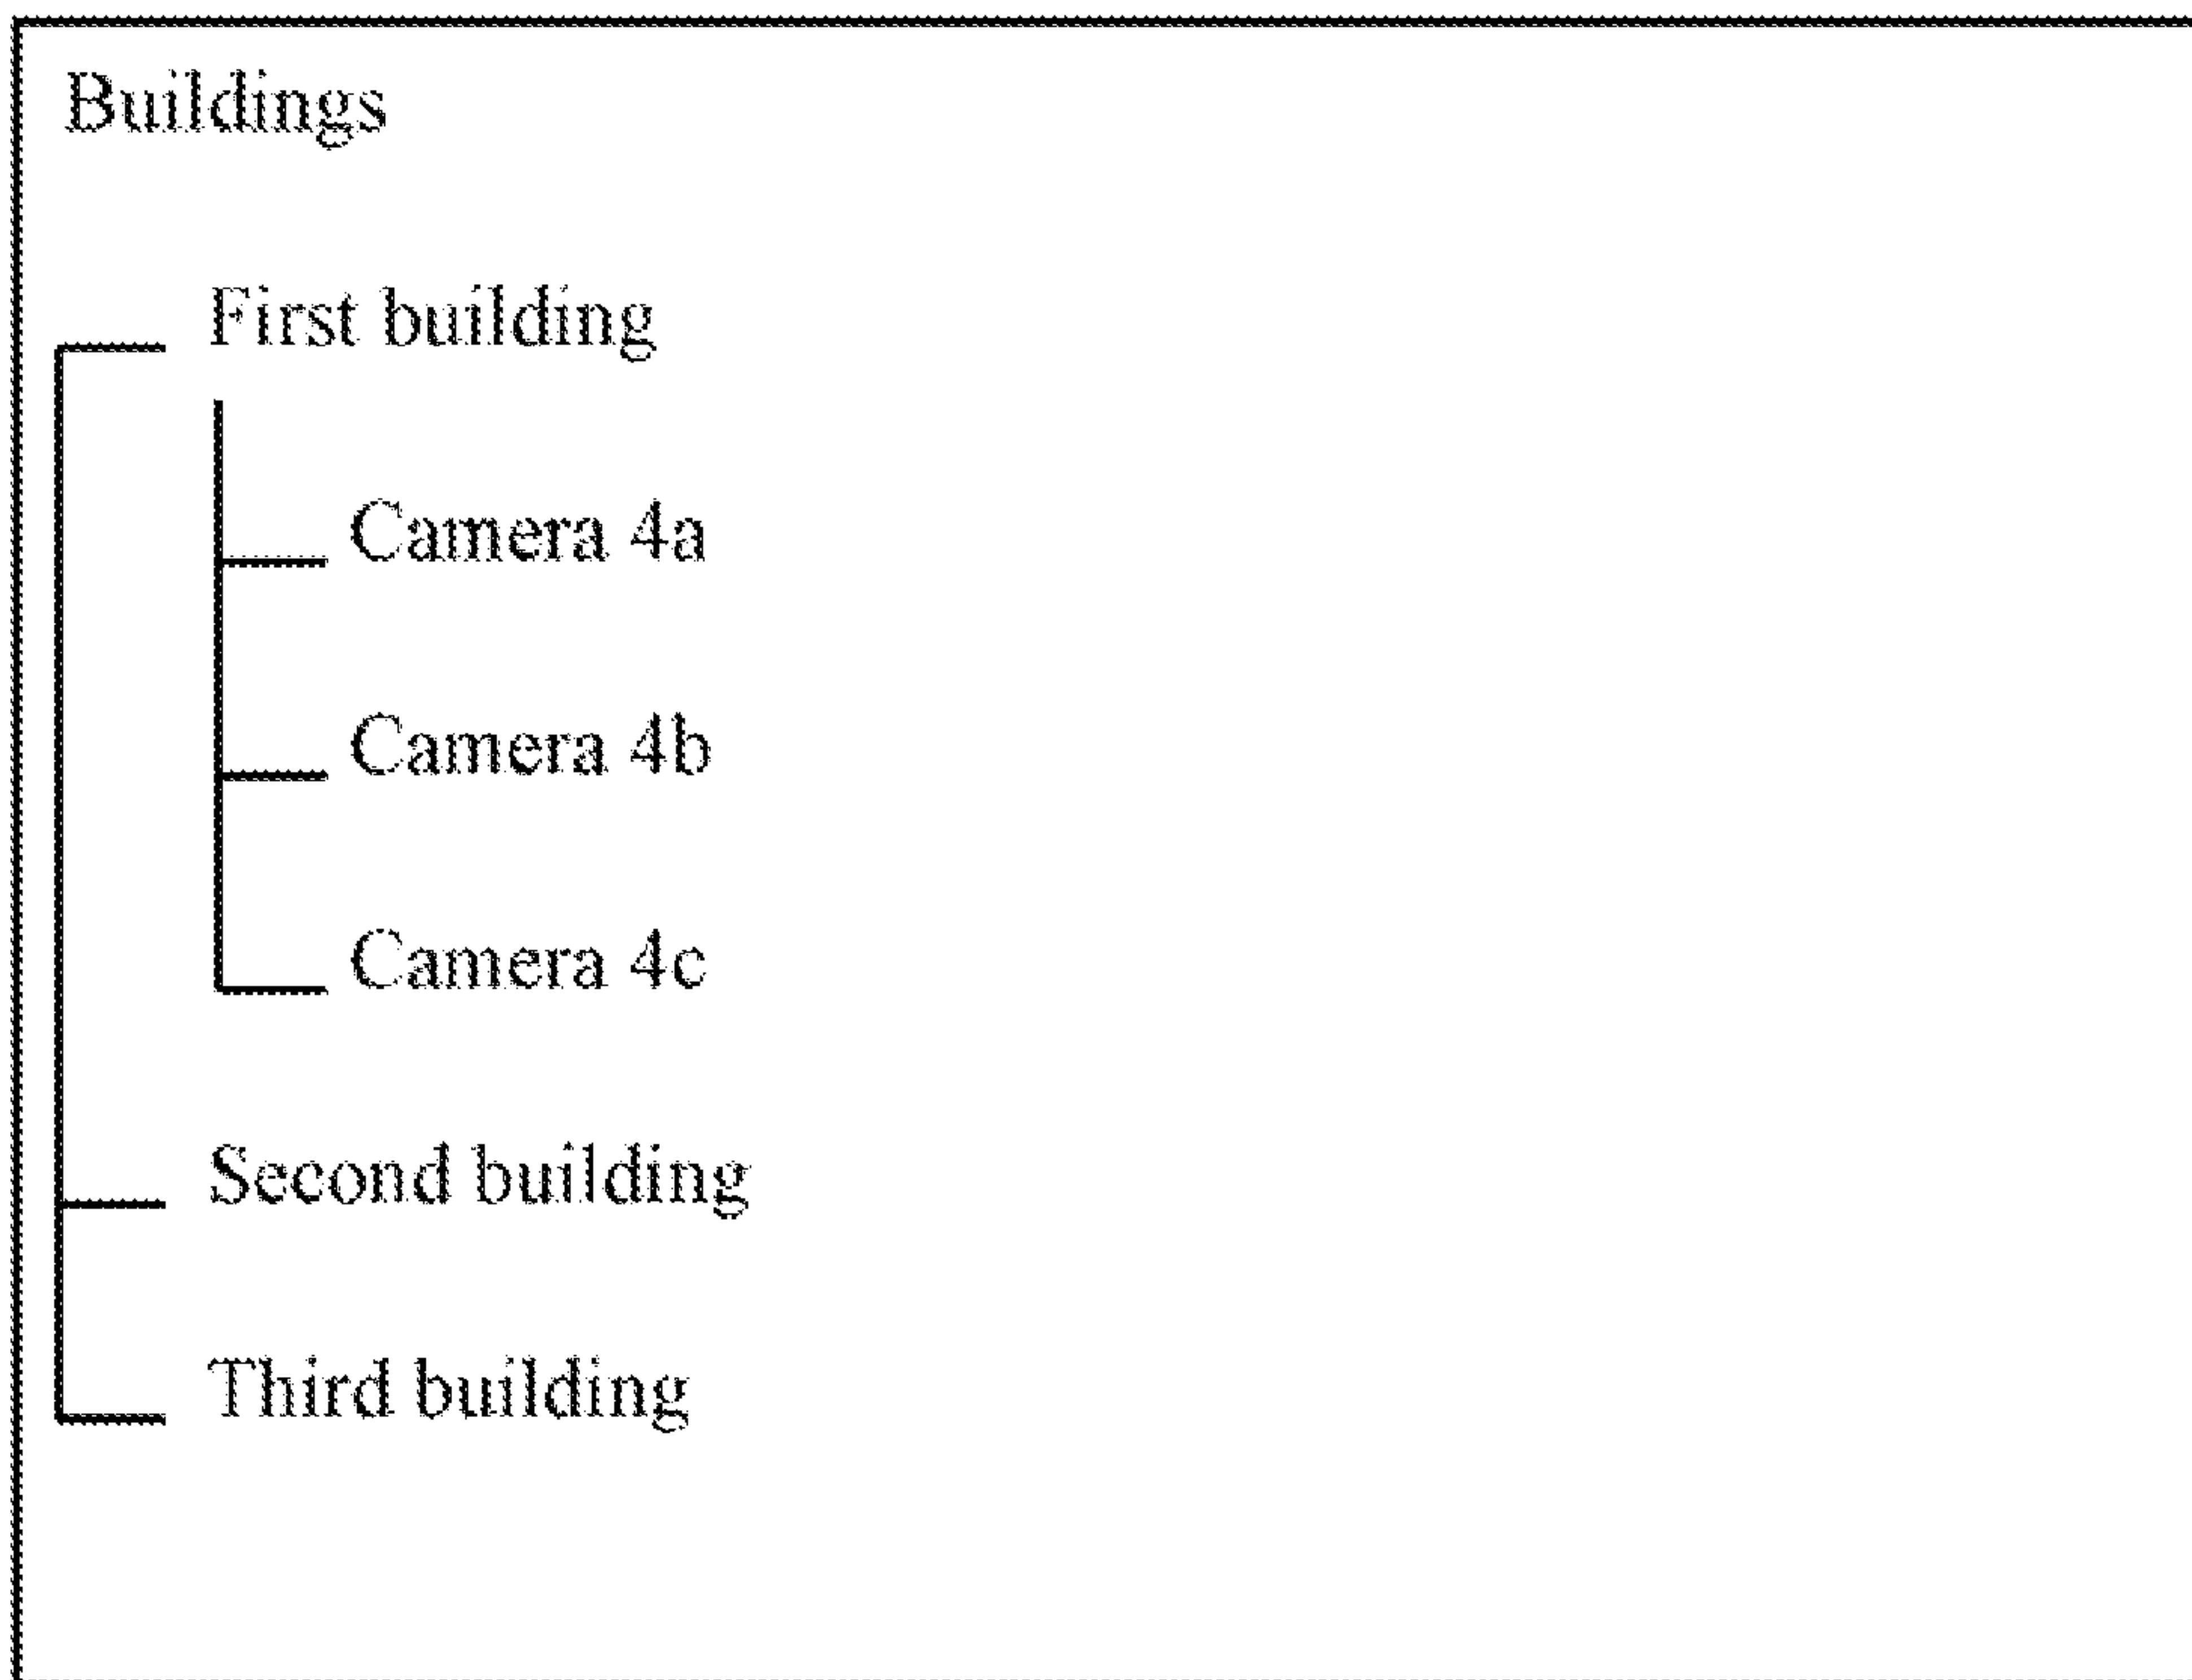 Buildings
First building
Camera 4a
Camera 4b
Camera 4c
Second building
Third building